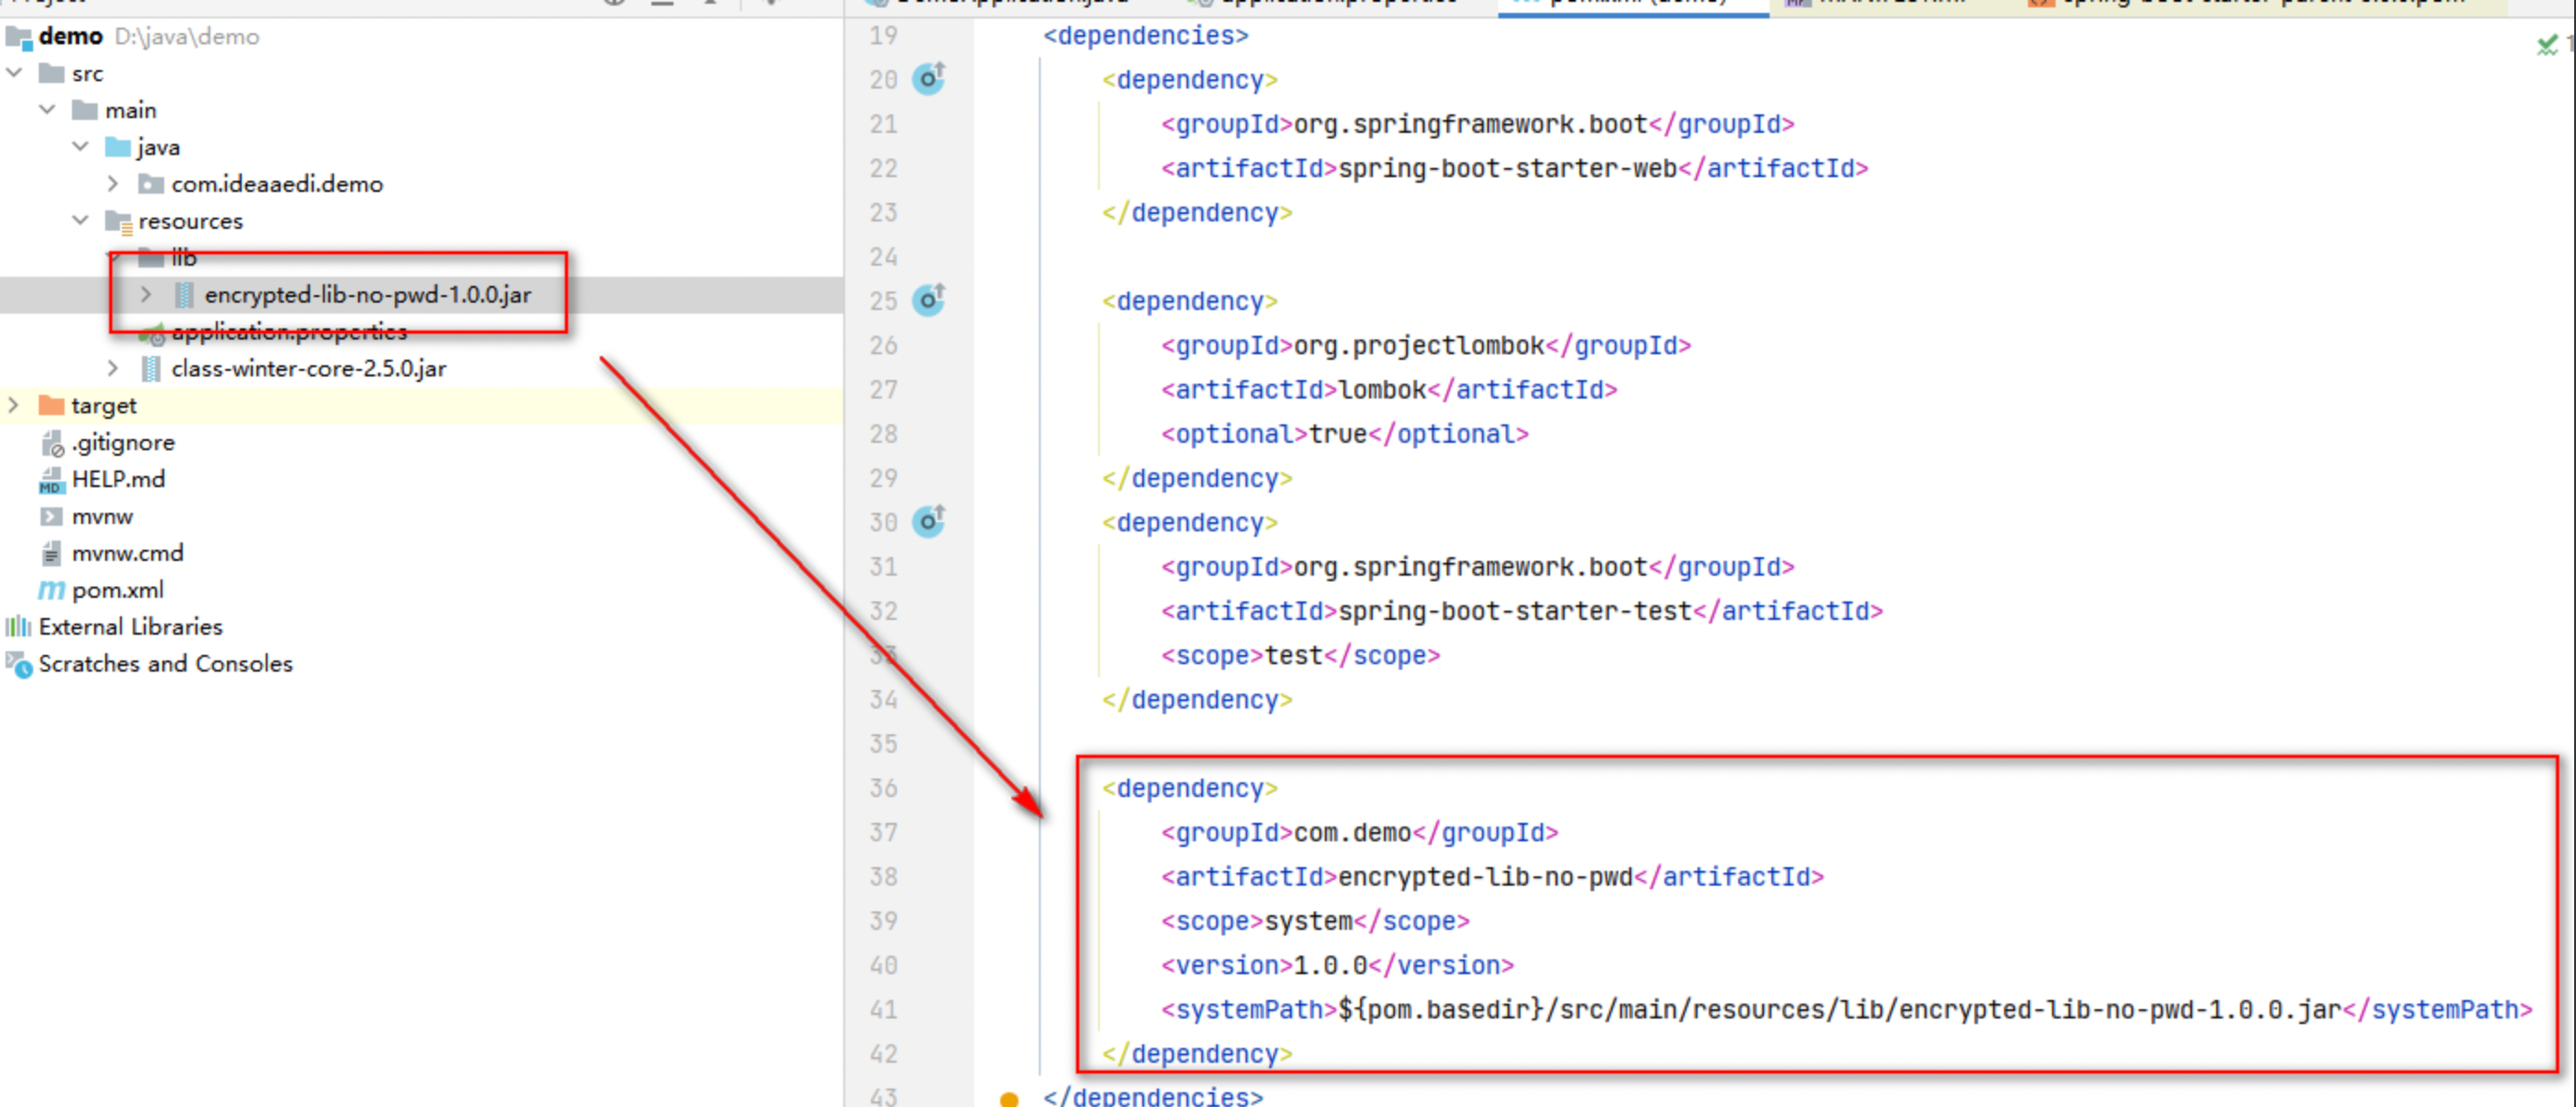 demo D:\java\demo
src
main
java
com.ideaaedi.demo
resources
lib
encrypted-lib-no-pwd-1.0.0.jar
application.properties
class-winter-core-2.5.0.jar
target
.gitignore
HELP.md
mvnw
mvnw.cmd
pom.xml
External Libraries
Scratches and Consoles
19 <dependencies>
20 <dependency>
21 <groupId>org.springframework.boot</groupId>
22 <artifactId>spring-boot-starter-web</artifactId>
23 </dependency>
24
25 <dependency>
26 <groupId>org.projectlombok</groupId>
27 <artifactId>lombok</artifactId>
28 <optional>true</optional>
29 </dependency>
30 <dependency>
31 <groupId>org.springframework.boot</groupId>
32 <artifactId>spring-boot-starter-test</artifactId>
33 <scope>test</scope>
34 </dependency>
35
36 <dependency>
37 <groupId>com.demo</groupId>
38 <artifactId>encrypted-lib-no-pwd</artifactId>
39 <scope>system</scope>
40 <version>1.0.0</version>
41 <systemPath>${pom.basedir}/src/main/resources/lib/encrypted-lib-no-pwd-1.0.0.jar</systemPath>
42 </dependency>
43 </dependencies>